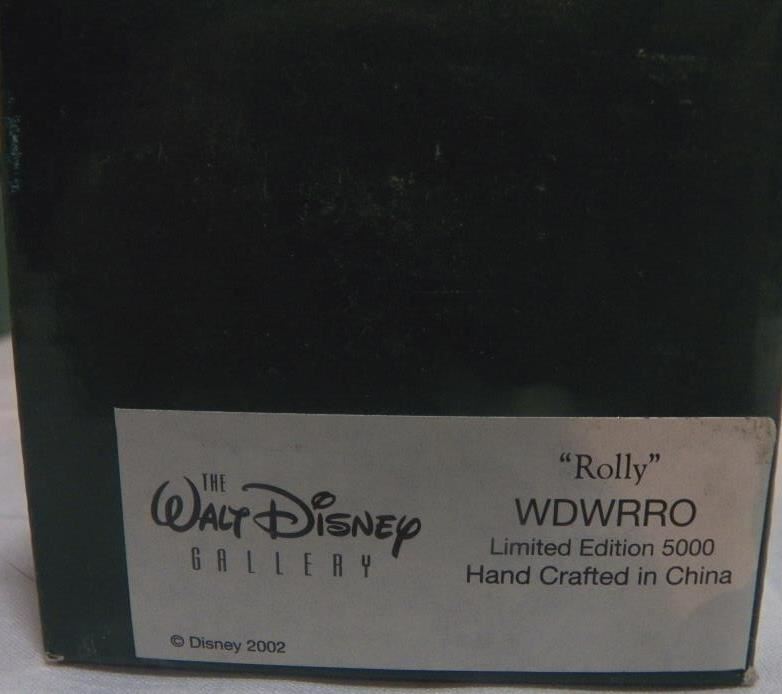 THE
WALT DISNEY
GALLERY
© Disney 2002
“Rolly”
WDWRRO
Limited Edition 5000
Hand Crafted in China